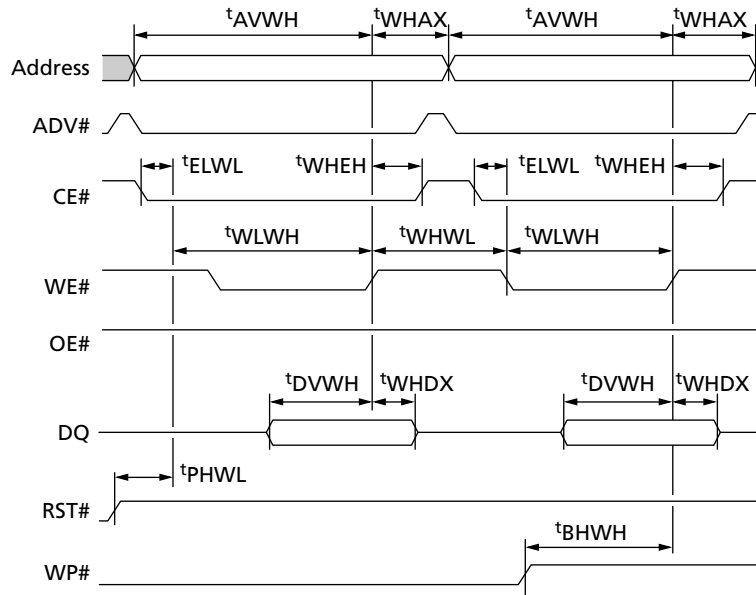 tAVWH tWHAX tAVWH tWHAX
Address
ADV#
tELWL tWHEH tELWL tWHEH
CE#
tWLWH tWHWL tWLWH
WE#
OE#
tDVWH tWHDX tDVWH tWHDX
DQ
tPHWL
RST#
tBHWH
WP#